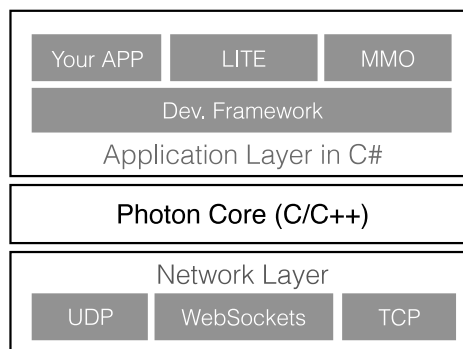 Your APP LITE MMO
Dev. Framework
Application Layer in C#
Photon Core (C/C++)
Network Layer
UDP WebSockets TCP